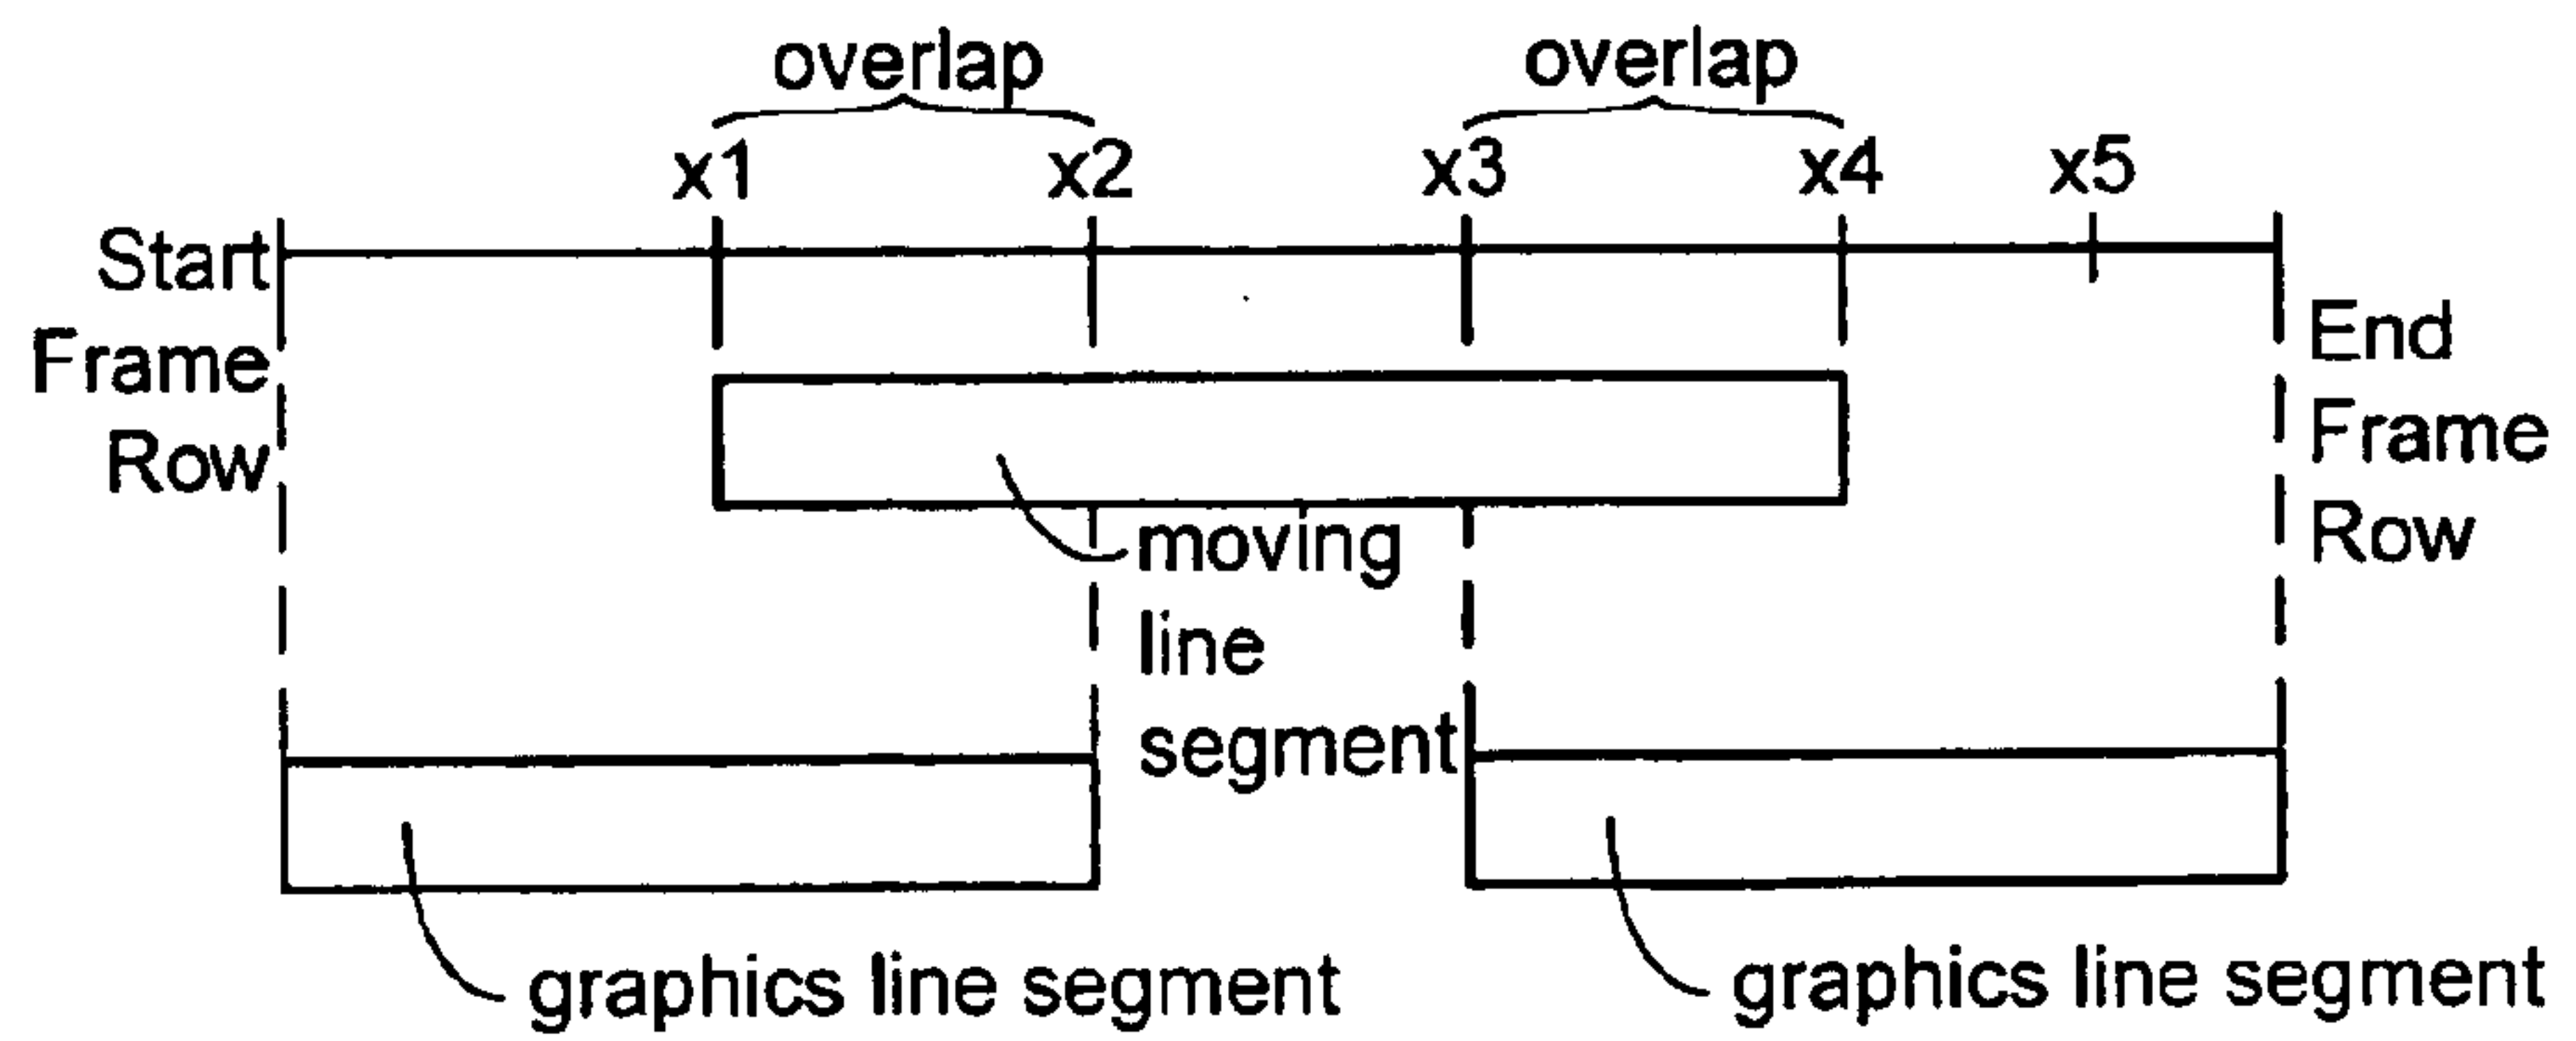 overlap
overlap
x1
x2
x3
x4
x5
Start
Frame
Row
End
Frame
Row
moving
line
segment
graphics line segment
graphics line segment